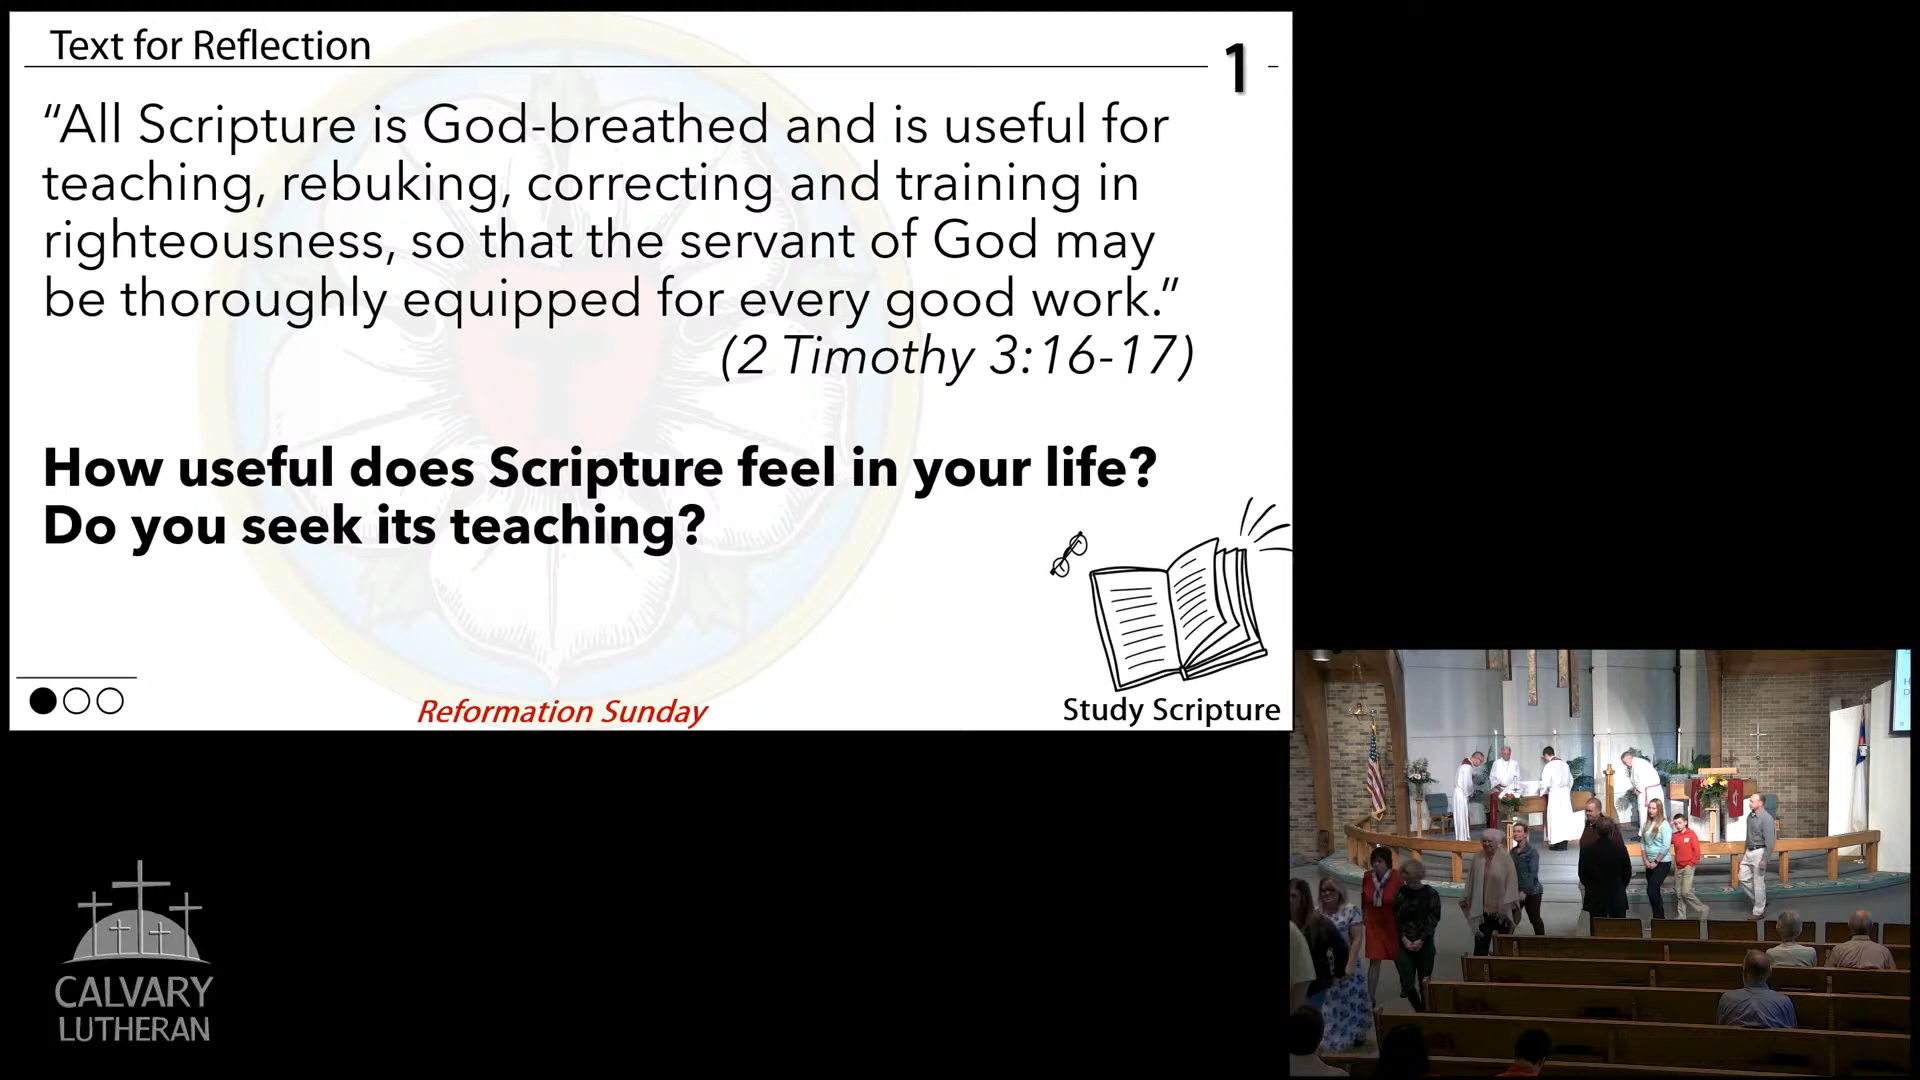 Text for Reflection
1
“All Scripture is God-breathed and is useful for
teaching, rebuking, correcting and training in
righteousness, so that the servant of God may
be thoroughly equipped for every good work.”
(2 Timothy 3:16-17)
How useful does Scripture feel in your life?
Do you seek its teaching?
Reformation Sunday
Study Scripture
CALVARY
LUTHERAN